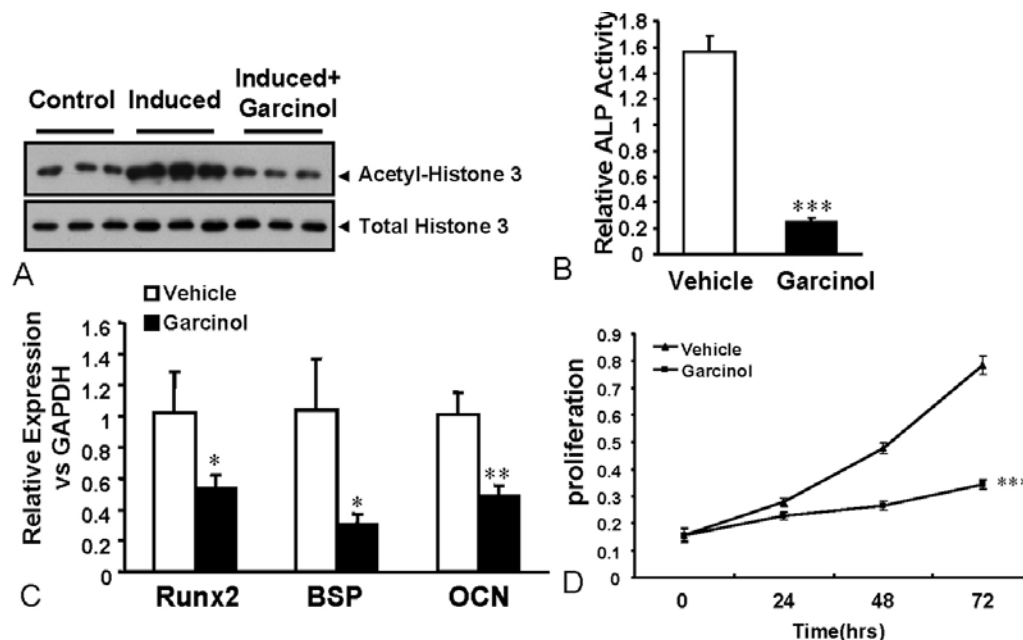 Control Induced Induced+
Garcinol
Acetyl-Histone 3
Total Histone 3
A
Relative ALP Activity
1.8
1.6
1.4
1.2
1
0.8
0.6
0.4
0.2
0
***
Vehicle Garcinol
B
Vehicle
Garcinol
Relative Expression
vs GAPDH
1.6
1.4
1.2
1
0.8
0.6
0.4
0.2
0
* * **
Runx2 BSP OCN
C
Vehicle
Garcinol
proliferation
0.9
0.8
0.7
0.6
0.5
0.4
0.3
0.2
0.1
0
***
0 24 48 72
Time(hrs)
D